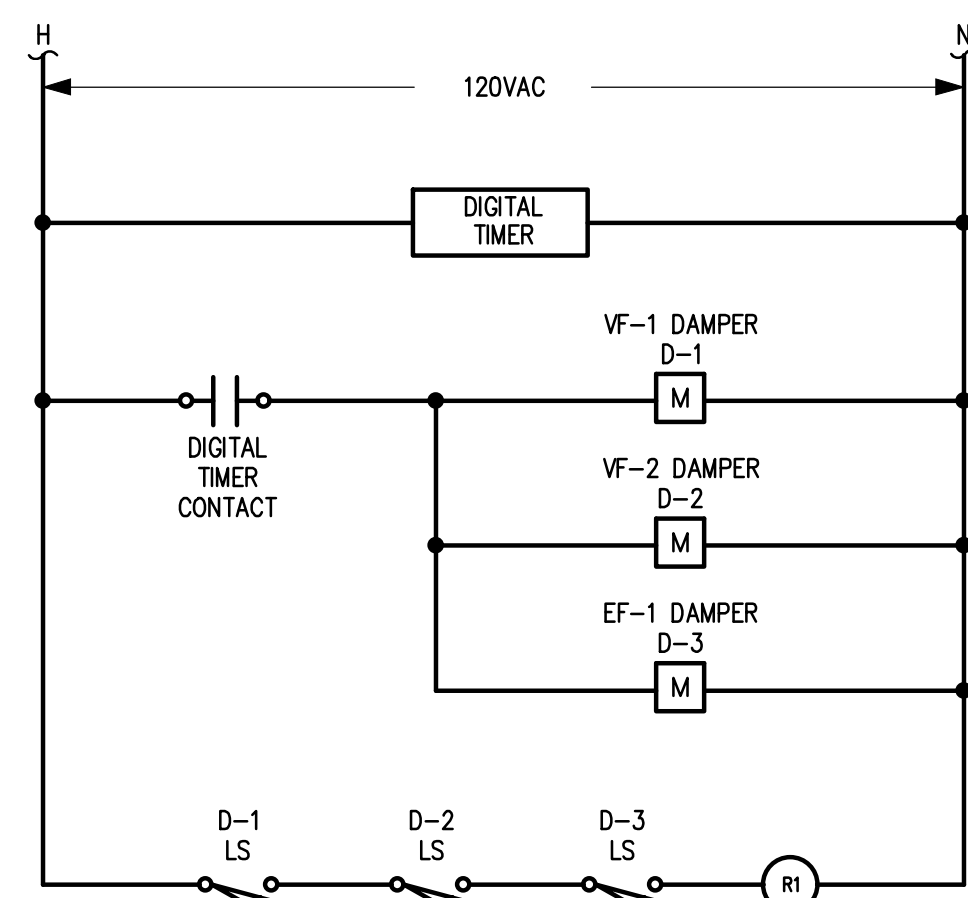 H
N
120VAC
DIGITAL
TIMER
VF-1 DAMPER
D-1
M
DIGITAL
TIMER
CONTACT
VF-2 DAMPER
D-2
M
EF-1 DAMPER
D-3
M
D-1
LS
D-2
LS
D-3
LS
R1